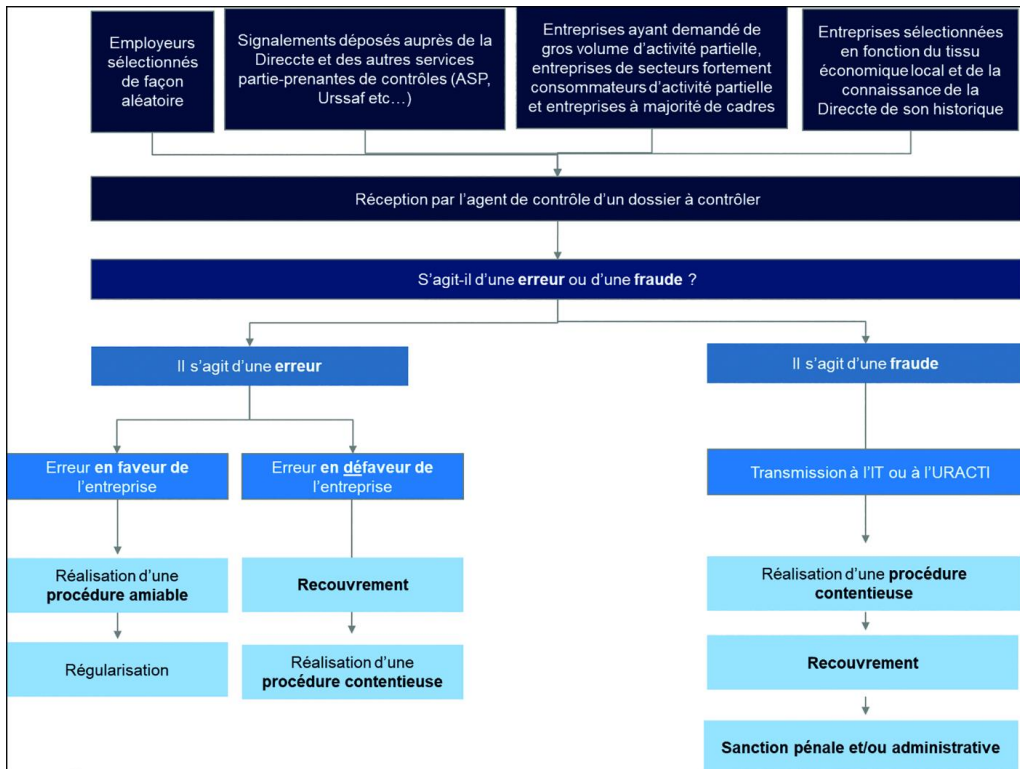 Employeurs
sélectionnés
de façon
aléatoire
Signalements déposés auprès de la
Direccte et des autres services
partie-prenantes de contrôles (ASP,
Urssaf etc…)
Entreprises ayant demandé de
gros volume d’activité partielle,
entreprises de secteurs fortement
consommateurs d’activité partielle
et entreprises à majorité de cadres
Entreprises sélectionnées
en fonction du tissu
économique local et de la
connaissance de la
Direccte de son historique
Réception par l’agent de contrôle d’un dossier à contrôler
S’agit-il d’une erreur ou d’une fraude ?
Il s’agit d’une erreur
Il s’agit d’une fraude
Erreur en faveur de
l’entreprise
Erreur en défaveur de
l’entreprise
Transmission à l’IT ou à l’URACTI
Réalisation d’une
procédure amiable
Recouvrement
Réalisation d’une procédure
contentieuse
Régularisation
Réalisation d’une
procédure contentieuse
Recouvrement
Sanction pénale et/ou administrative